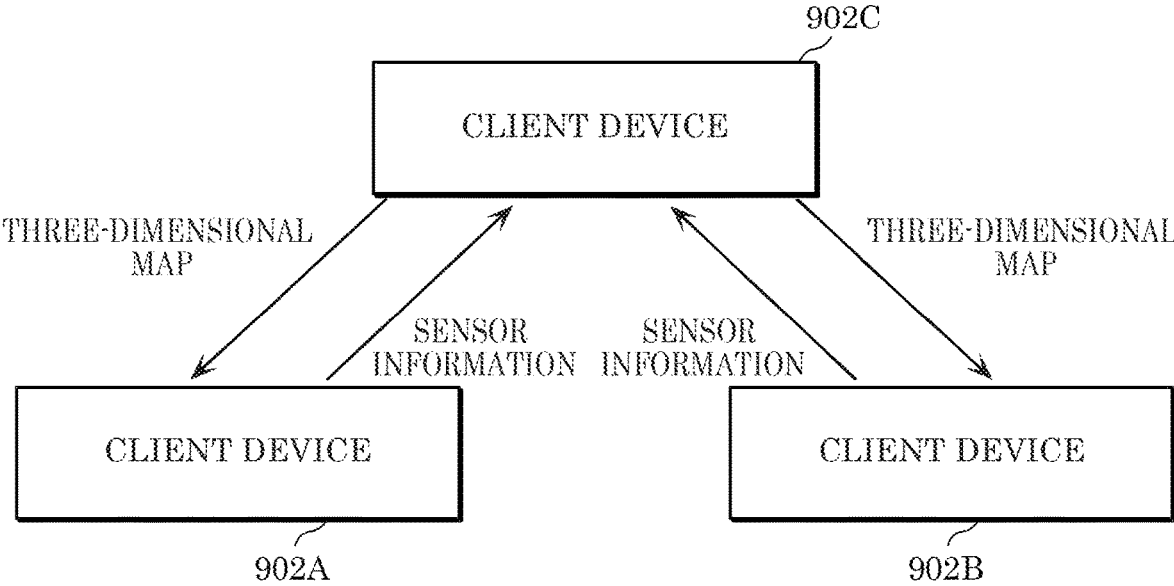 902C
CLIENT DEVICE
THREE-DIMENSIONAL
MAP
THREE-DIMENSIONAL
MAP
SENSOR
INFORMATION
SENSOR
INFORMATION
CLIENT DEVICE
CLIENT DEVICE
902A
902B